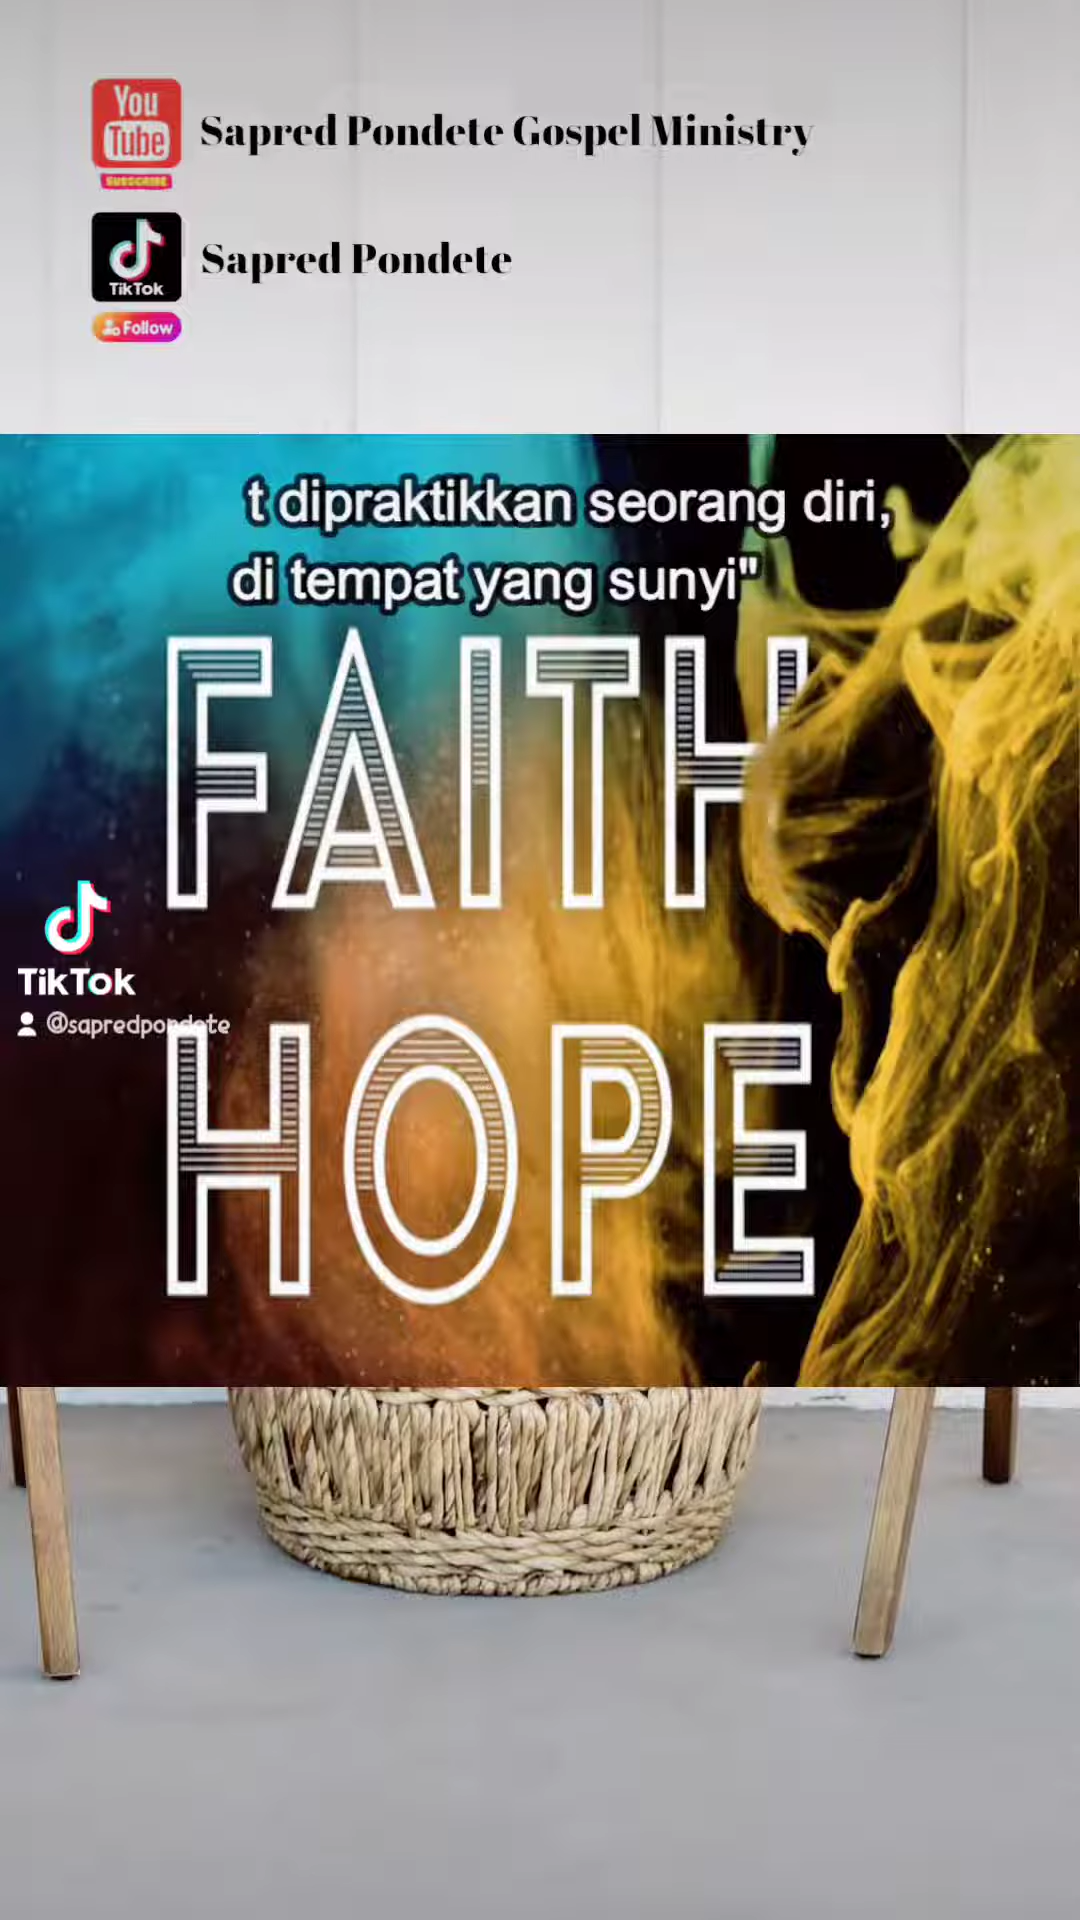 You
Tube
SUBSCRIBE
Sapred Pondete Gospel Ministry
TikTok
Sapred Pondete
Follow
t dipraktikkan seorang diri,
di tempat yang sunyi"
FAITH
TikTok
@sapredpondete
HOPE